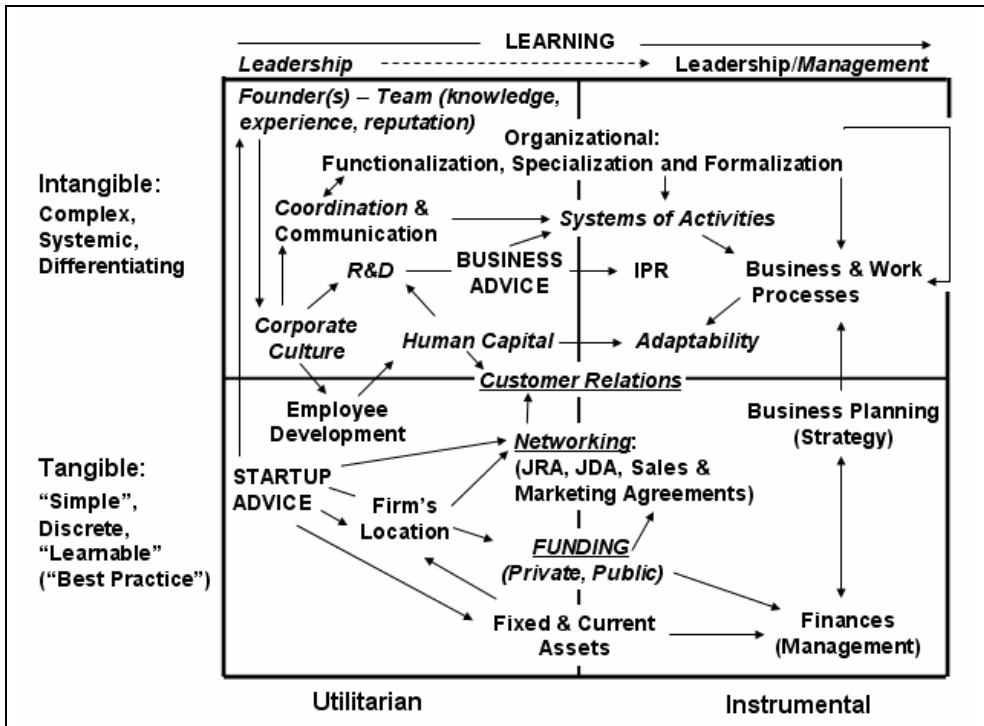 LEARNING
Leadership
Leadership/Management
Founder(s) – Team (knowledge,
experience, reputation)
Organizational:
Functionalization, Specialization and Formalization
Intangible:
Complex,
Systemic,
Differentiating
Coordination &
Communication
Systems of Activities
R&D
BUSINESS
ADVICE
IPR
Business & Work
Processes
Corporate
Culture
Human Capital
Adaptability
Customer Relations
Employee
Development
Business Planning
(Strategy)
Tangible:
“Simple”,
Discrete,
“Learnable”
(“Best Practice”)
STARTUP
ADVICE
Networking:
(JRA, JDA, Sales &
Marketing Agreements)
Firm’s
Location
FUNDING
(Private, Public)
Fixed & Current
Assets
Finances
(Management)
Utilitarian
Instrumental